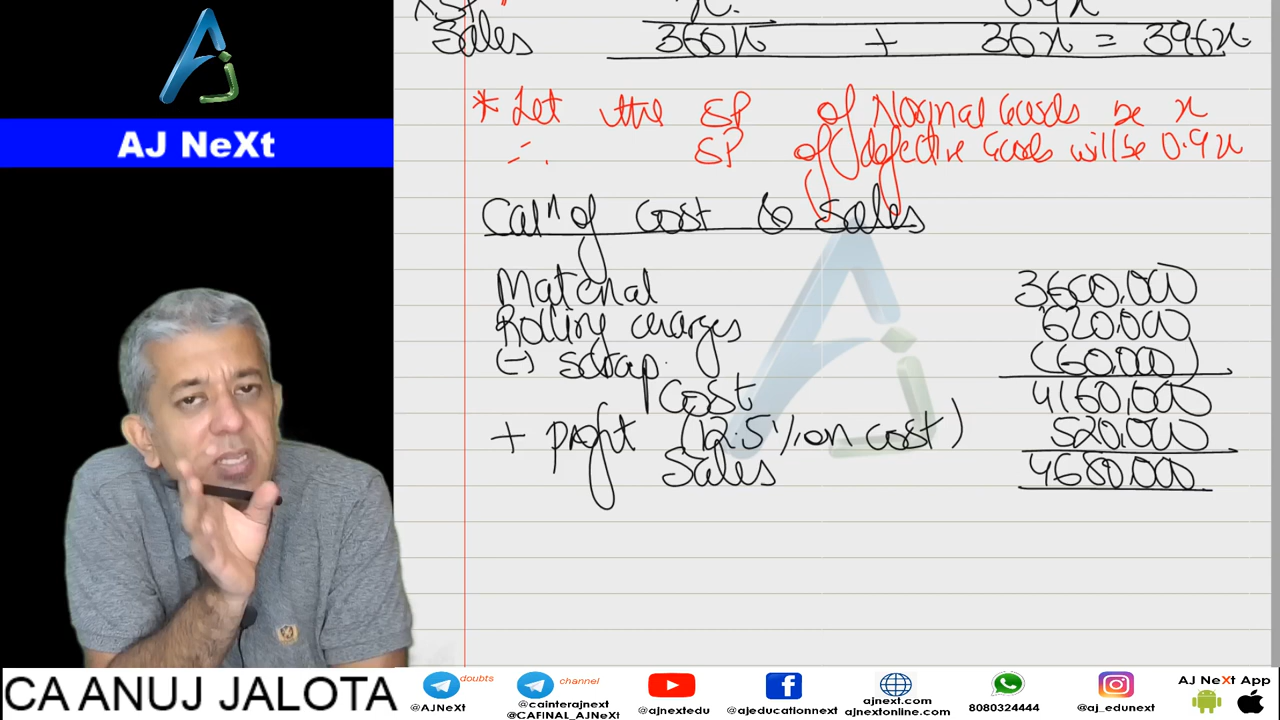 Sales 360x + 36x = 396x
* Let the SP of Normal Goods be x
∴ SP of defective Goods will be 0.9x
Calⁿ of cost & Sales
Material 3600,000
Rolling charges 620,000
(-) scrap (60,000)
Cost 4160,000
+ profit (12.5% on cost) 520,000
Sales 4680,000
AJ NeXt
CA ANUJ JALOTA
doubts
@AJNeXt
channel
@cainterajnext
@CAFINAL_AJNeXt
@ajnextedu
@ajeducationnext
ajnext.com
ajnextonline.com
8080324444
@aj_edunext
AJ NeXt App